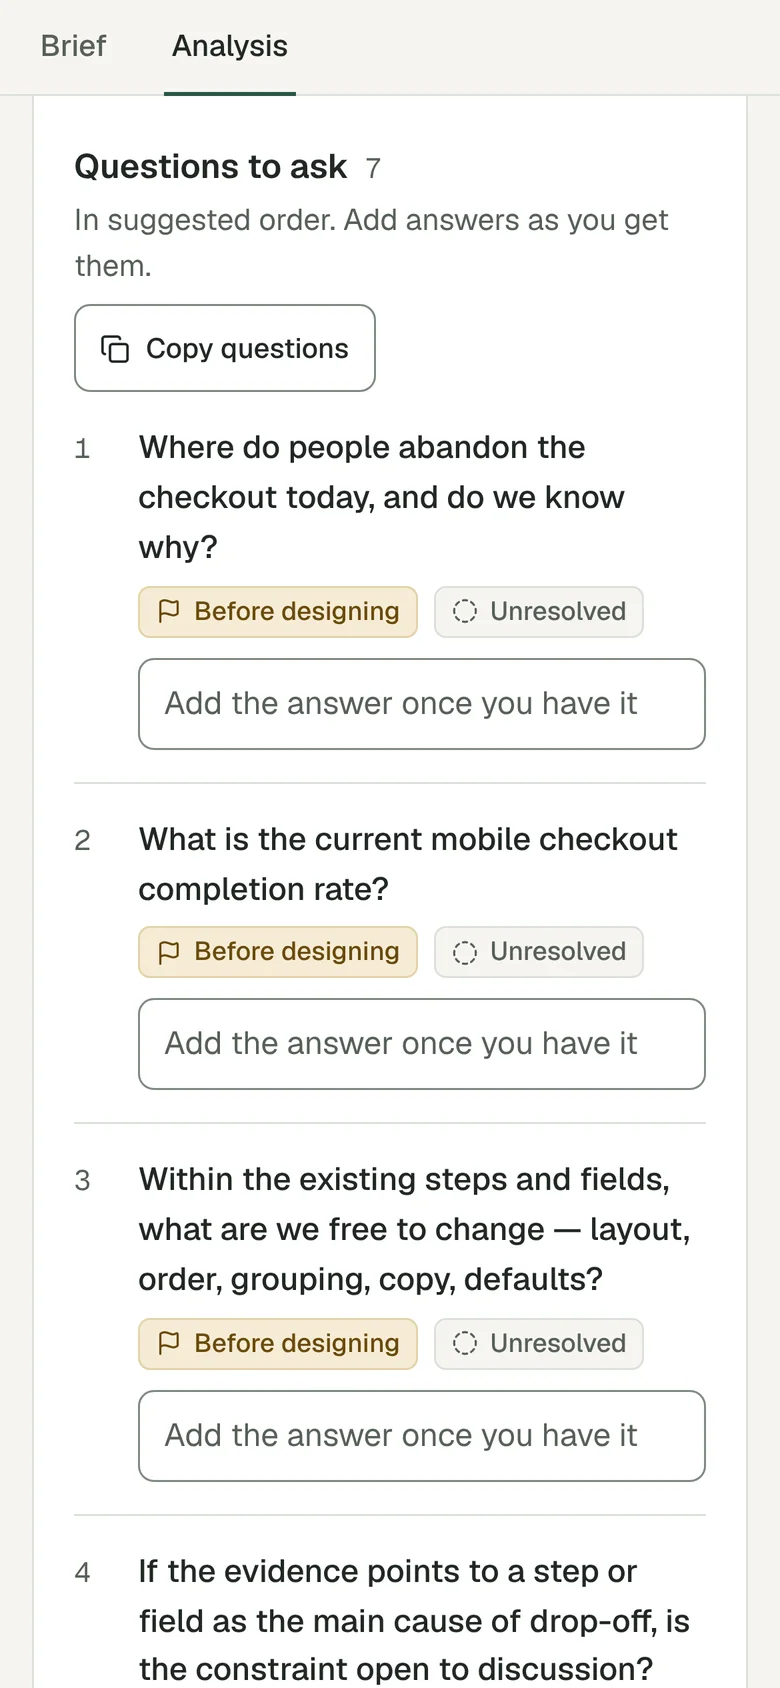 Brief Analysis
Questions to ask 7
In suggested order. Add answers as you get
them.
Copy questions
1 Where do people abandon the
checkout today, and do we know
why?
Before designing Unresolved
Add the answer once you have it
2 What is the current mobile checkout
completion rate?
Before designing Unresolved
Add the answer once you have it
3 Within the existing steps and fields,
what are we free to change — layout,
order, grouping, copy, defaults?
Before designing Unresolved
Add the answer once you have it
4 If the evidence points to a step or
field as the main cause of drop-off, is
the constraint open to discussion?